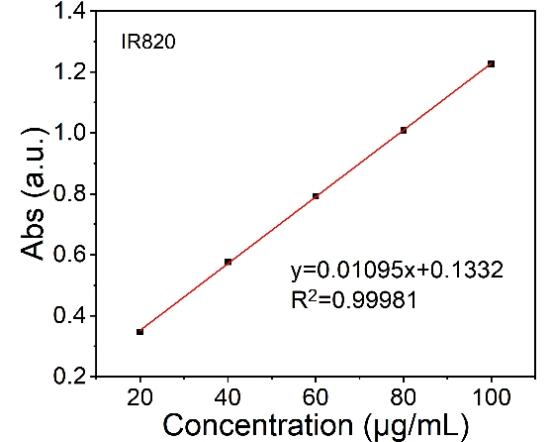 IR820
Abs (a.u.)
1.4
1.2
1.0
0.8
0.6
0.4
0.2
y=0.01095x+0.1332
R²=0.99981
20 40 60 80 100
Concentration (μg/mL)